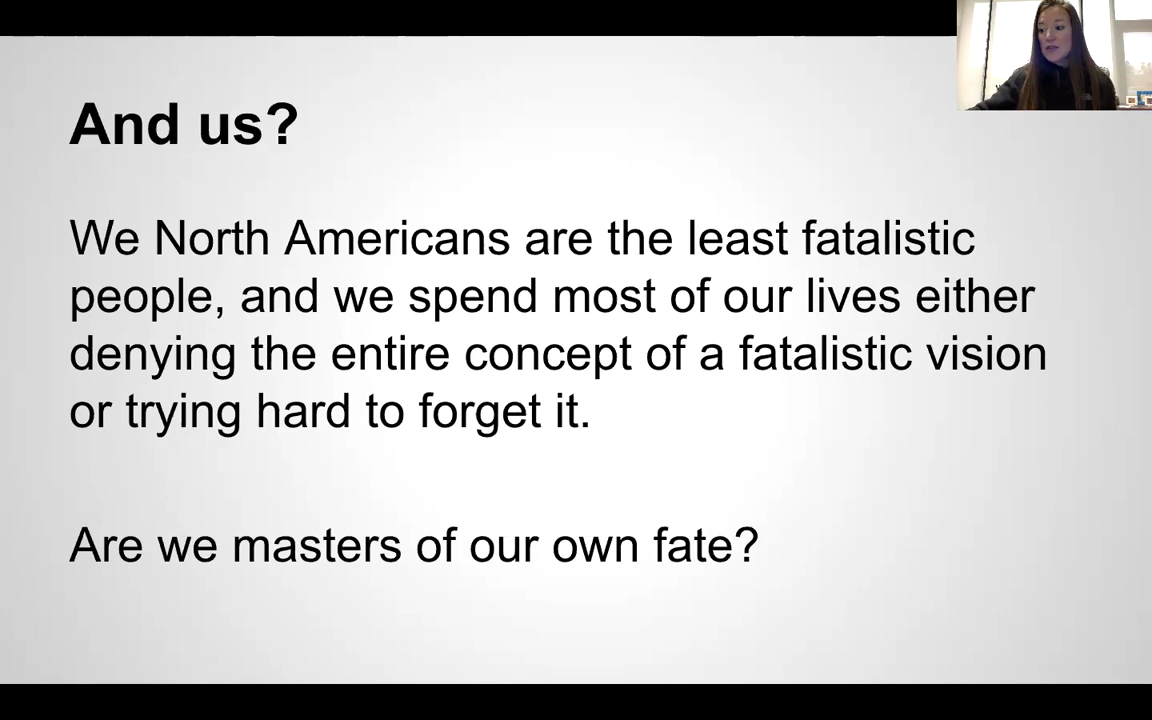 And us?
We North Americans are the least fatalistic
people, and we spend most of our lives either
denying the entire concept of a fatalistic vision
or trying hard to forget it.
Are we masters of our own fate?